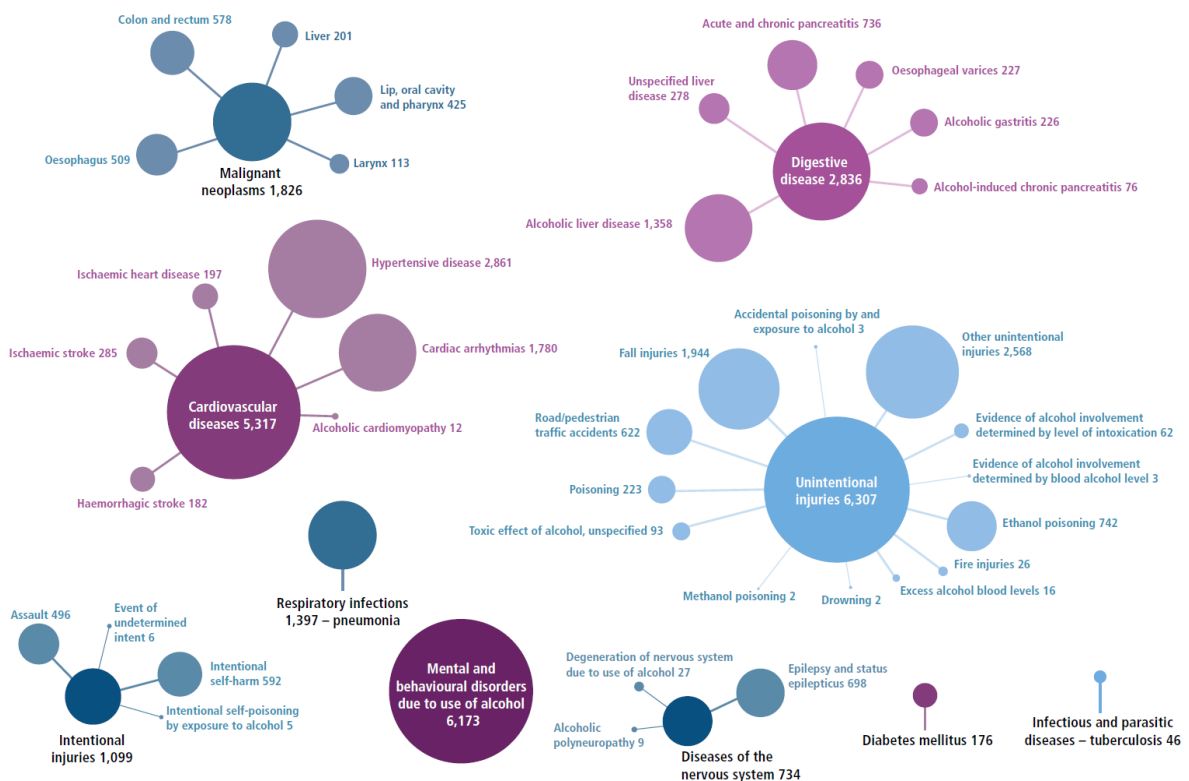 Colon and rectum 578
Liver 201
Lip, oral cavity
and pharynx 425
Oesophagus 509
Larynx 113
Malignant
neoplasms 1,826
Acute and chronic pancreatitis 736
Oesophageal varices 227
Unspecified liver
disease 278
Alcoholic gastritis 226
Digestive
disease 2,836
Alcohol-induced chronic pancreatitis 76
Alcoholic liver disease 1,358
Hypertensive disease 2,861
Ischaemic heart disease 197
Ischaemic stroke 285
Cardiac arrhythmias 1,780
Cardiovascular
diseases 5,317
Alcoholic cardiomyopathy 12
Haemorrhagic stroke 182
Accidental poisoning by and
exposure to alcohol 3
Other unintentional
injuries 2,568
Fall injuries 1,944
Road/pedestrian
traffic accidents 622
Evidence of alcohol involvement
determined by level of intoxication 62
Evidence of alcohol involvement
determined by blood alcohol level 3
Unintentional
injuries 6,307
Poisoning 223
Ethanol poisoning 742
Toxic effect of alcohol, unspecified 93
Fire injuries 26
Excess alcohol blood levels 16
Methanol poisoning 2
Drowning 2
Respiratory infections
1,397 – pneumonia
Assault 496
Event of
undetermined
intent 6
Intentional
self-harm 592
Intentional self-poisoning
by exposure to alcohol 5
Intentional
injuries 1,099
Mental and
behavioural disorders
due to use of alcohol
6,173
Degeneration of nervous system
due to use of alcohol 27
Epilepsy and status
epilepticus 698
Alcoholic
polyneuropathy 9
Diseases of the
nervous system 734
Diabetes mellitus 176
Infectious and parasitic
diseases – tuberculosis 46